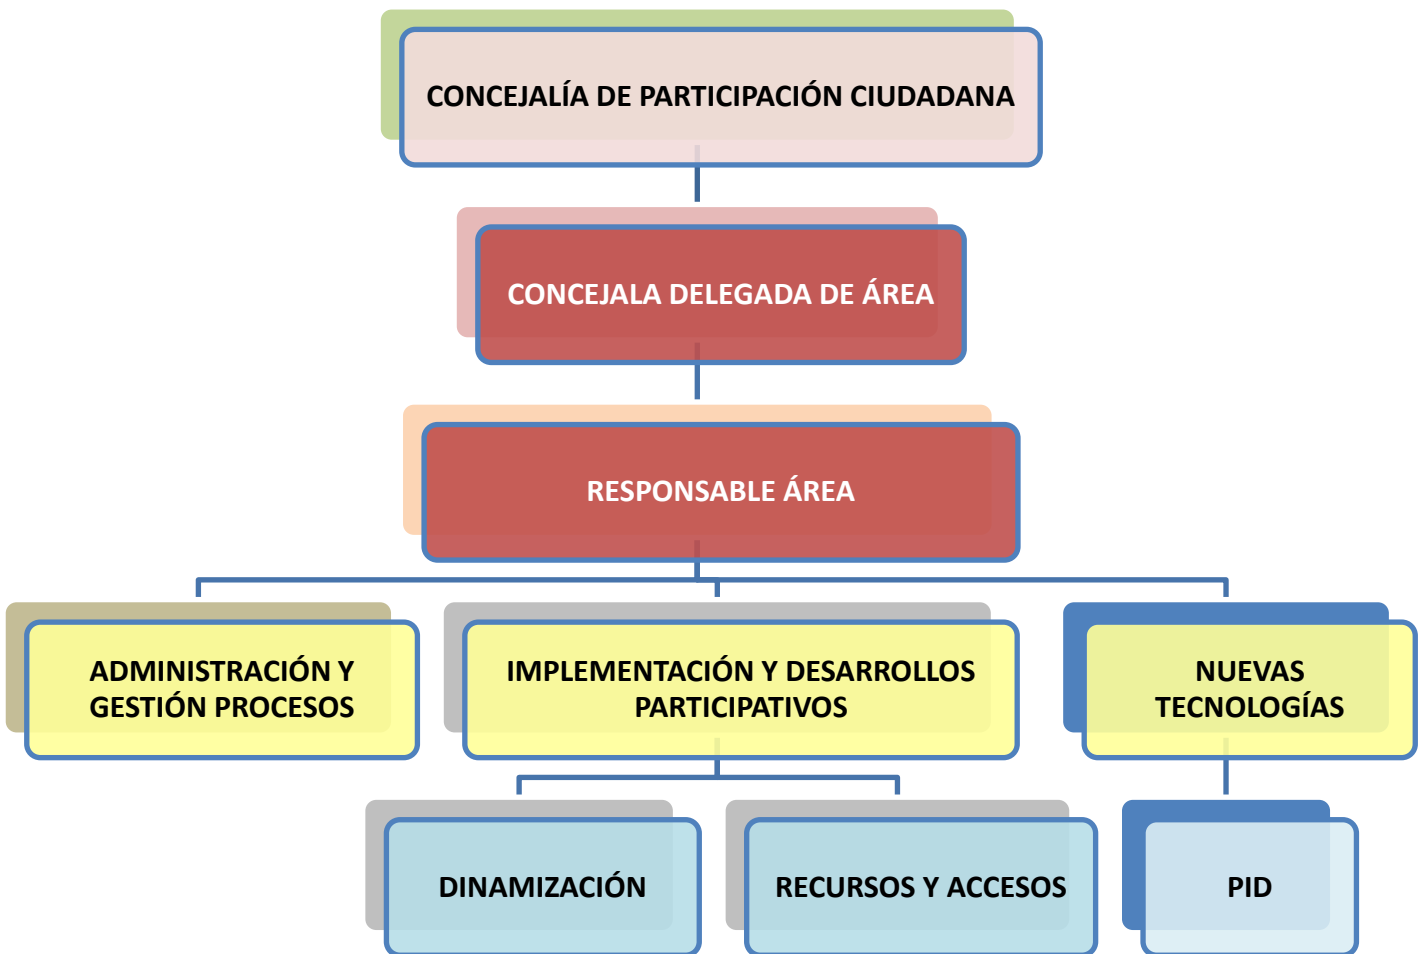 CONCEJALÍA DE PARTICIPACIÓN CIUDADANA
CONCEJALA DELEGADA DE ÁREA
RESPONSABLE ÁREA
ADMINISTRACIÓN Y
GESTIÓN PROCESOS
IMPLEMENTACIÓN Y DESARROLLOS
PARTICIPATIVOS
NUEVAS
TECNOLOGÍAS
DINAMIZACIÓN
RECURSOS Y ACCESOS
PID